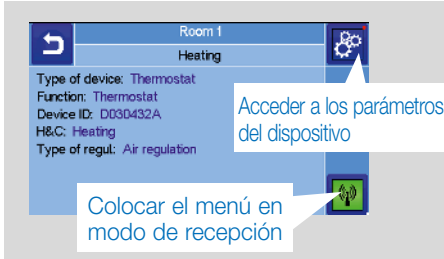 Room 1
Heating
Type of device: Thermostat
Function: Thermostat
Device ID: D030432A
H&C: Heating
Type of regul: Air regulation
Acceder a los parámetros
del dispositivo
Colocar el menú en
modo de recepción